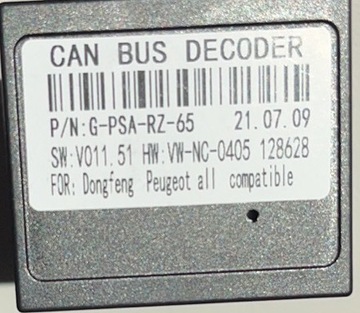 CAN BUS DECODER
P/N:G-PSA-RZ-65 21.07.09
SW:V011.51 HW:VW-NC-0405 128628
FOR: Dongfeng Peugeot all compatible